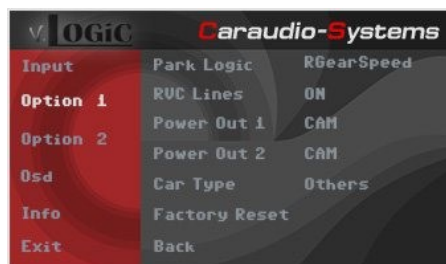 V.LOGiC Caraudio-Systems
Input Park Logic RGearSpeed
Option 1 RVC Lines ON
Power Out 1 CAM
Option 2 Power Out 2 CAM
Osd Car Type Others
Info Factory Reset
Exit Back